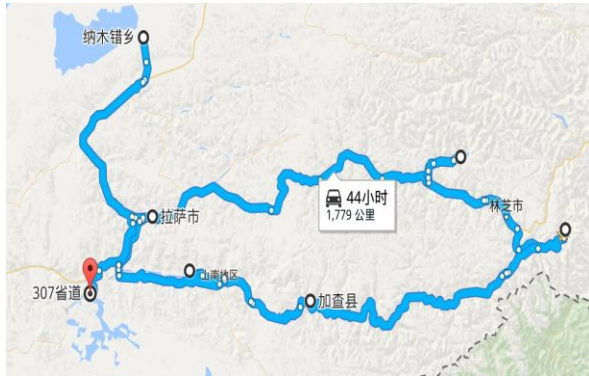 纳木错乡
拉萨市
44小时
1,779 公里
林芝市
山南地区
307省道
加查县